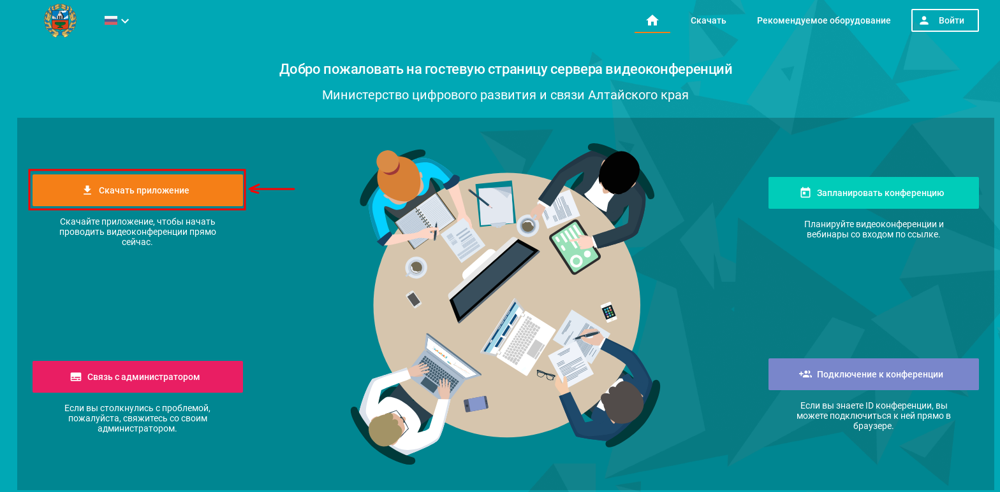 Скачать
Рекомендуемое оборудование
Войти
Добро пожаловать на гостевую страницу сервера видеоконференций
Министерство цифрового развития и связи Алтайского края
Скачать приложение
Скачайте приложение, чтобы начать
проводить видеоконференции прямо
сейчас.
Запланировать конференцию
Планируйте видеоконференции и
вебинары со входом по ссылке.
Связь с администратором
Если вы столкнулись с проблемой,
пожалуйста, свяжитесь со своим
администратором.
Подключение к конференции
Если вы знаете ID конференции, вы
можете подключиться к ней прямо в
браузере.